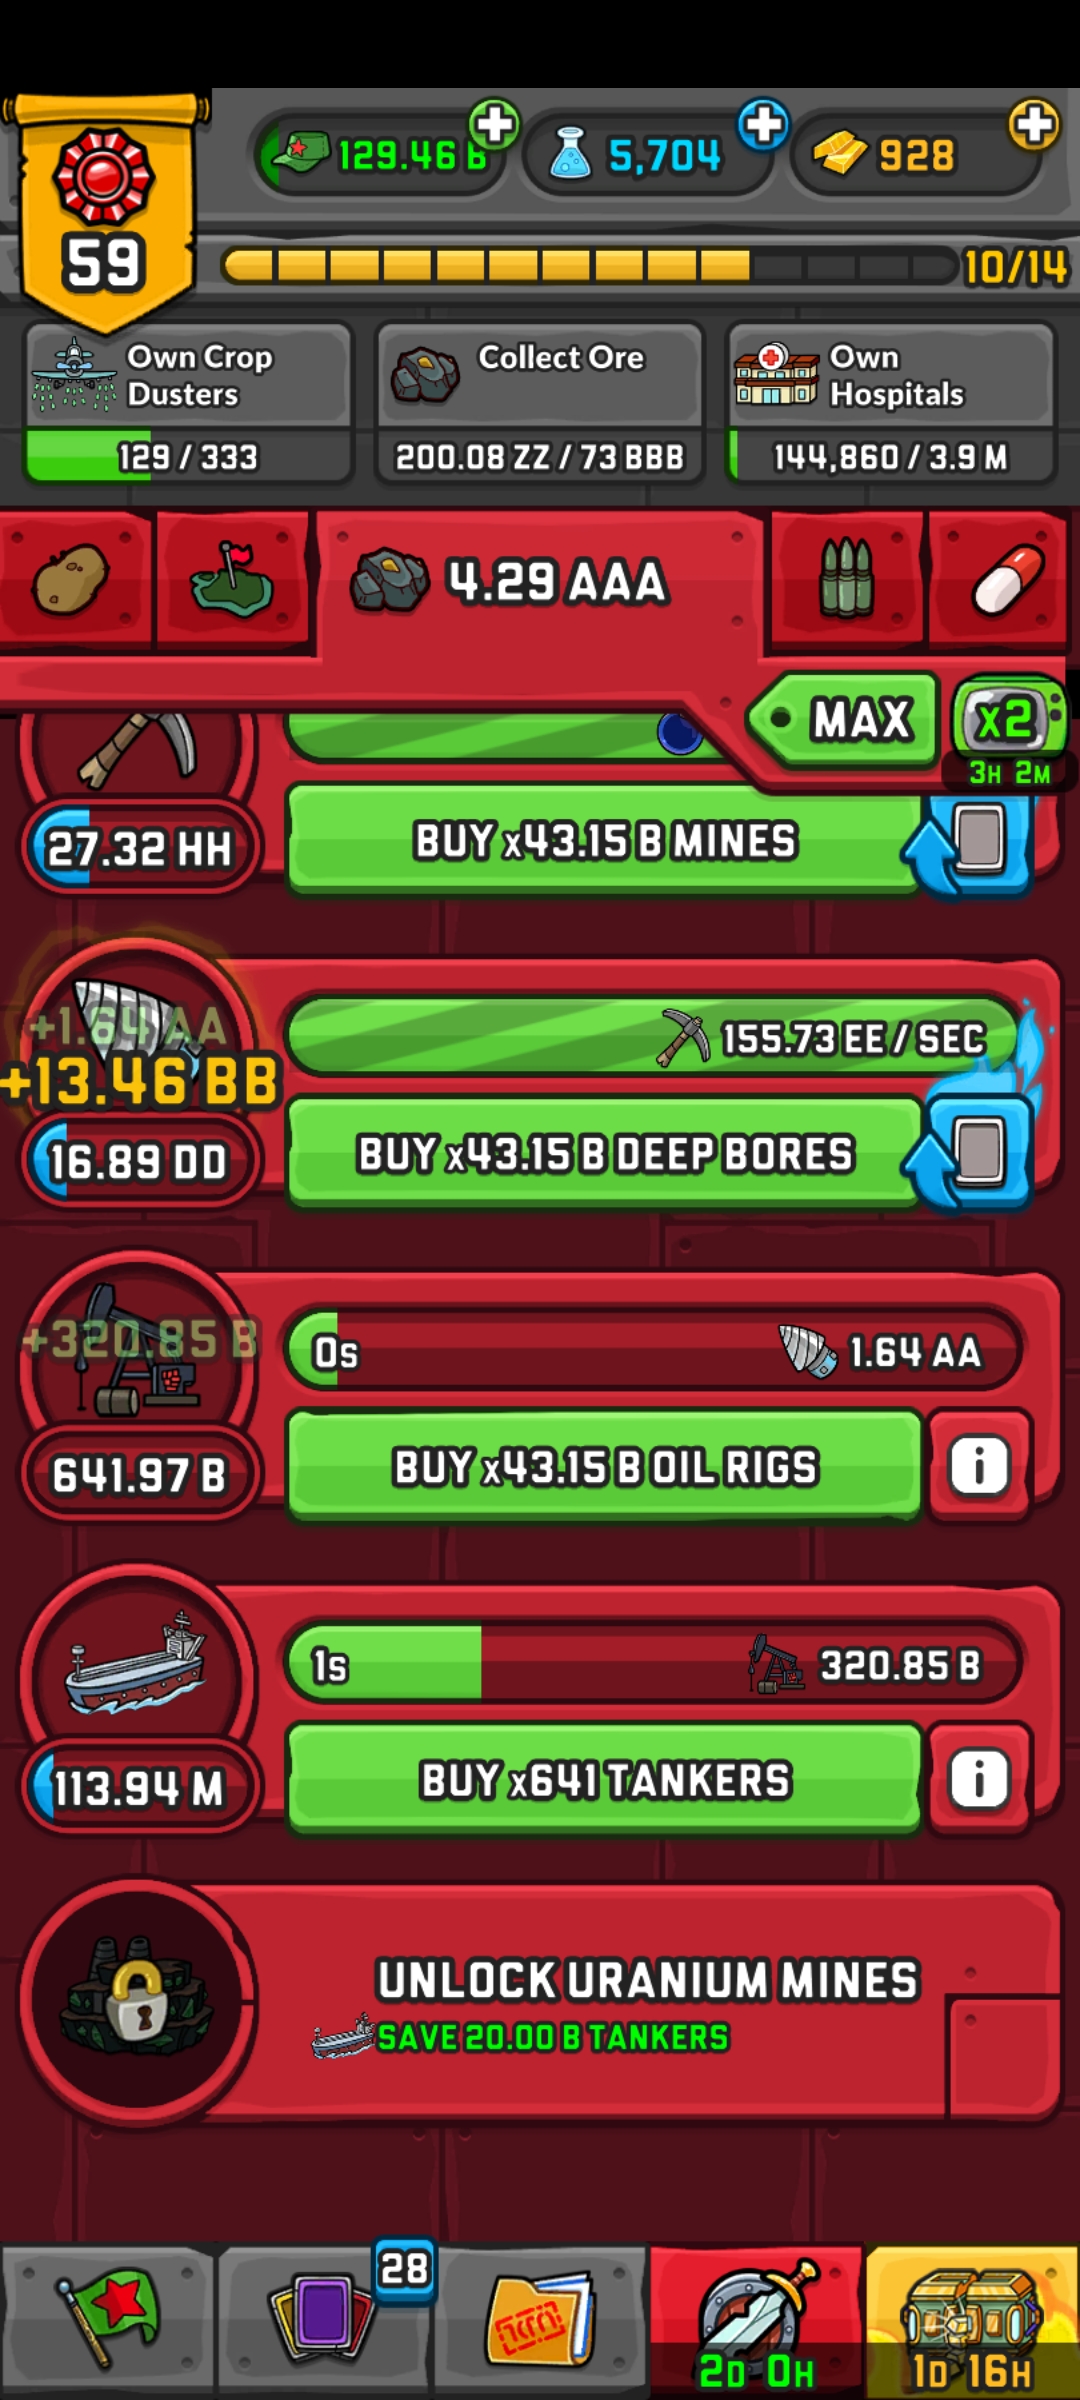 129.46 B
5,704
928
59
10/14
Own Crop
Dusters
129 / 333
Collect Ore
200.08 ZZ / 73 BBB
Own
Hospitals
144,860 / 3.9 M
4.29 AAA
MAX
x2
3H 2M
27.32 HH
BUY x43.15 B MINES
+1.64 AA
+13.46 BB
155.73 EE / SEC
16.89 DD
BUY x43.15 B DEEP BORES
+320.85 B
0s
1.64 AA
641.97 B
BUY x43.15 B OIL RIGS
i
1s
320.85 B
113.94 M
BUY x641 TANKERS
i
UNLOCK URANIUM MINES
SAVE 20.00 B TANKERS
28
2D 0H
1D 16H